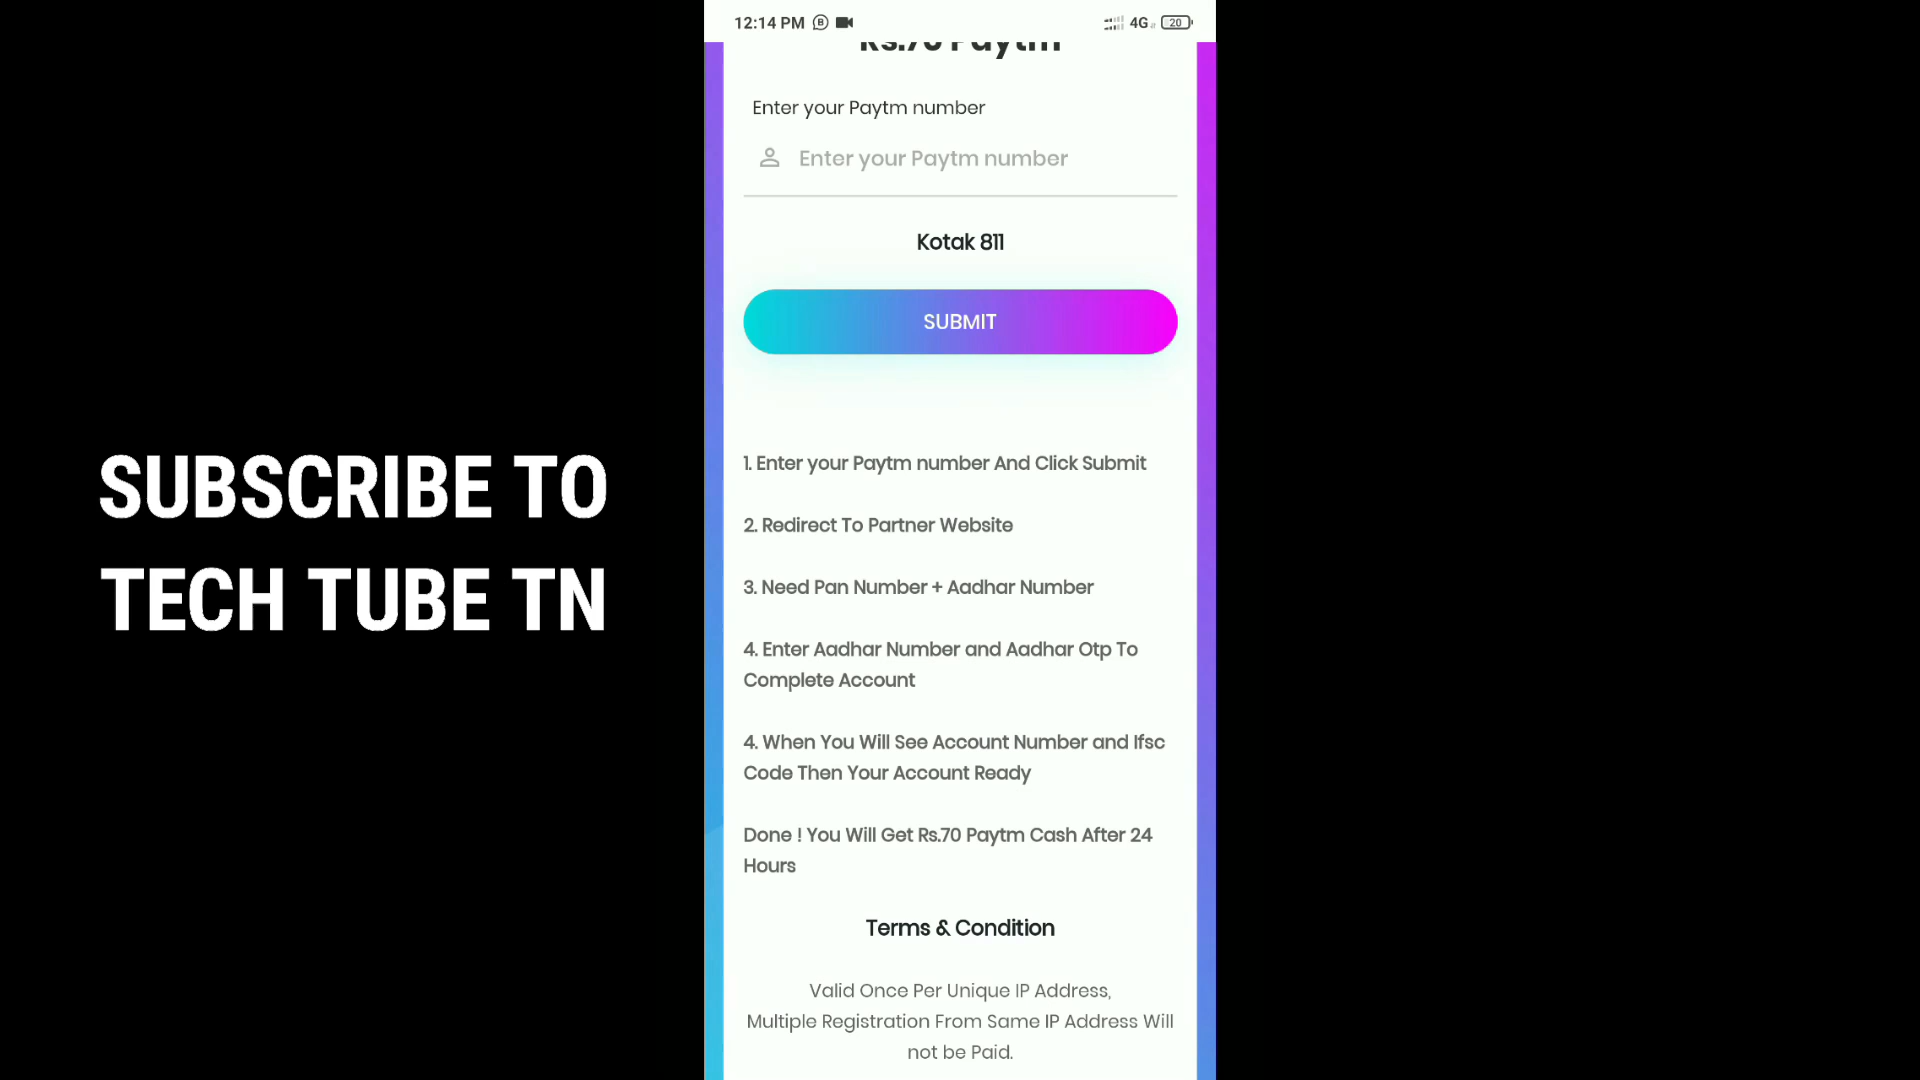 12:14 PM
4G
20
Rs.70 Paytm
Enter your Paytm number
Enter your Paytm number
Kotak 811
SUBMIT
1. Enter your Paytm number And Click Submit
2. Redirect To Partner Website
3. Need Pan Number + Aadhar Number
4. Enter Aadhar Number and Aadhar Otp To
Complete Account
4. When You Will See Account Number and Ifsc
Code Then Your Account Ready
Done ! You Will Get Rs.70 Paytm Cash After 24
Hours
Terms & Condition
Valid Once Per Unique IP Address,
Multiple Registration From Same IP Address Will
not be Paid.
SUBSCRIBE TO
TECH TUBE TN